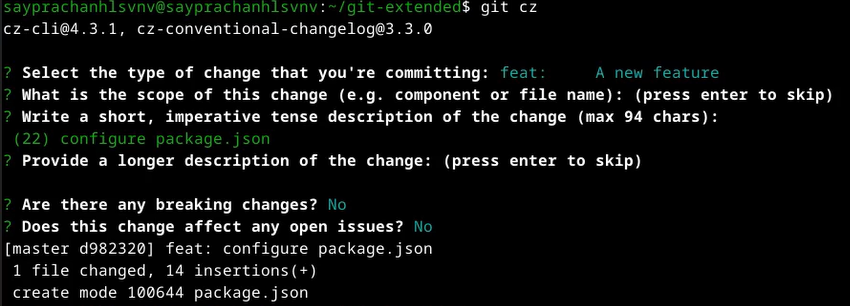 sayprachanhlsvnv@sayprachanhlsvnv:~/git-extended$ git cz
cz-cli@4.3.1, cz-conventional-changelog@3.3.0
? Select the type of change that you're committing: feat:     A new feature
? What is the scope of this change (e.g. component or file name): (press enter to skip)
? Write a short, imperative tense description of the change (max 94 chars):
 (22) configure package.json
? Provide a longer description of the change: (press enter to skip)
? Are there any breaking changes? No
? Does this change affect any open issues? No
[master d982320] feat: configure package.json
 1 file changed, 14 insertions(+)
 create mode 100644 package.json